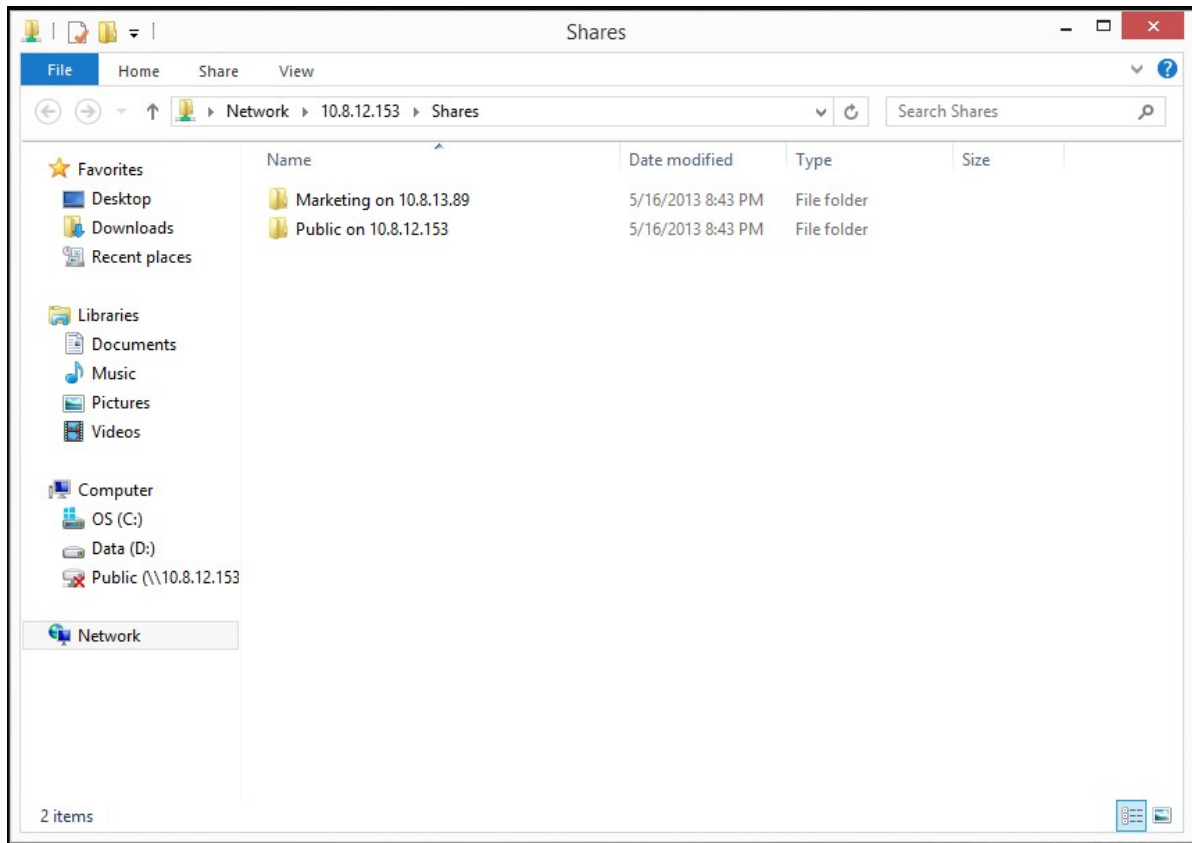 Shares
File Home Share View
Network 10.8.12.153 Shares Search Shares
Name Date modified Type Size
Favorites
Desktop
Downloads
Recent places
Libraries
Documents
Music
Pictures
Videos
Computer
OS (C:)
Data (D:)
Public (\\10.8.12.153
Network
Marketing on 10.8.13.89 5/16/2013 8:43 PM File folder
Public on 10.8.12.153 5/16/2013 8:43 PM File folder
2 items